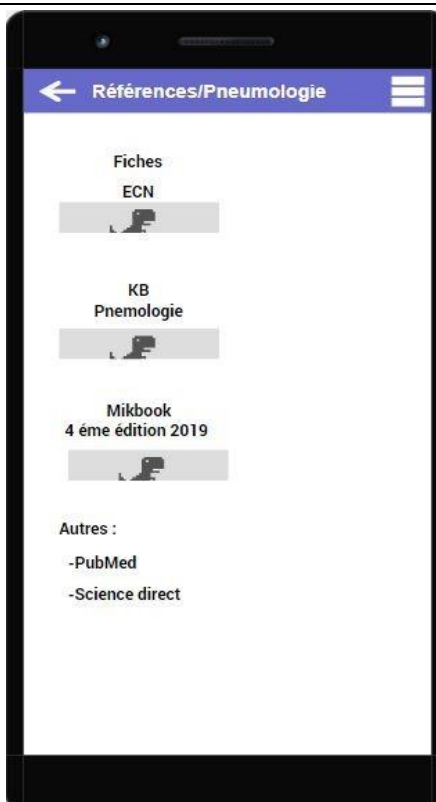 Références/Pneumologie
Fiches
ECN
KB
Pnemologie
Mikbook
4 éme édition 2019
Autres :
-PubMed
-Science direct